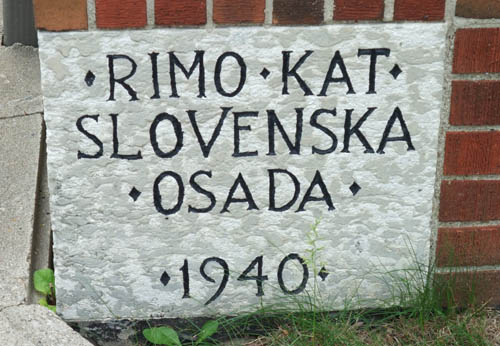 ♦ RIMO ♦ KAT ♦
SLOVENSKA
♦ OSADA ♦
♦ 1940 ♦